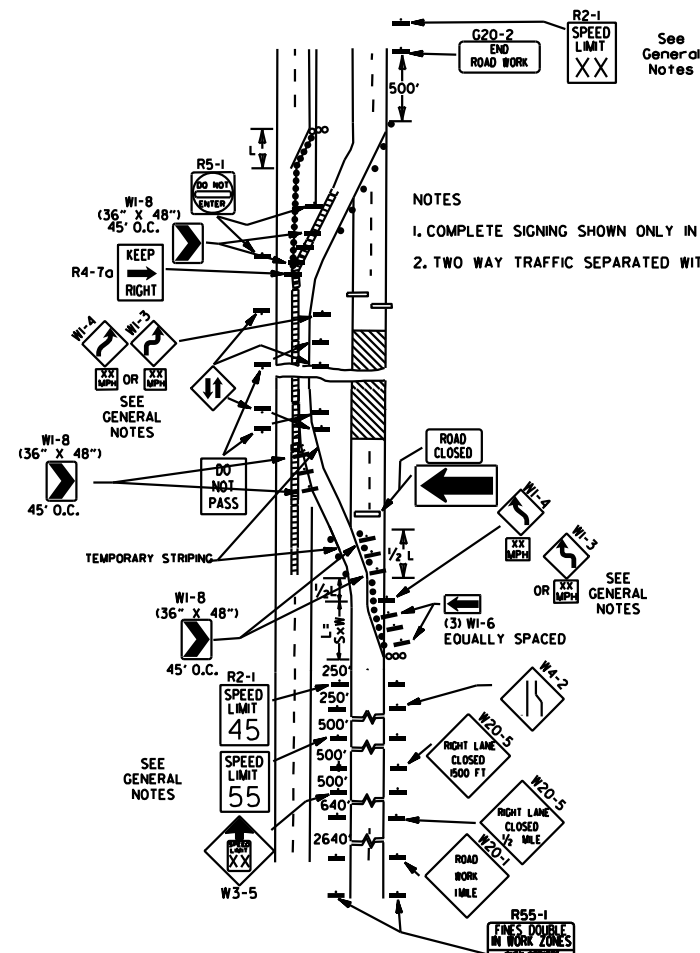 R2-1
SPEED
LIMIT
XX
See
General
Notes
G20-2
END
ROAD WORK
500'
L
R5-1
DO NOT
ENTER
W1-8
(36" X 48")
45' O.C.
KEEP
RIGHT
R4-7a
NOTES
1. COMPLETE SIGNING SHOWN ONLY IN
2. TWO WAY TRAFFIC SEPARATED WIT
W1-4
W1-3
XX
MPH
OR
XX
MPH
SEE
GENERAL
NOTES
W1-8
(36" X 48")
45' O.C.
DO
NOT
PASS
ROAD
CLOSED
W1-4
XX
MPH
W1-3
OR
XX
MPH
SEE
GENERAL
NOTES
TEMPORARY STRIPING
1/2 L
1/2 L
L=
SxW
W1-8
(36" X 48")
45' O.C.
(3) W1-6
EQUALLY SPACED
R2-1
SPEED
LIMIT
45
250'
250'
500'
500'
500'
640'
2640'
W4-2
SEE
GENERAL
NOTES
SPEED
LIMIT
55
W20-5
RIGHT LANE
CLOSED
1500 FT
W20-5
RIGHT LANE
CLOSED
1/2 MILE
SPEED
LIMIT
XX
W3-5
W20-1
ROAD
WORK
1 MILE
R55-1
FINES DOUBLE
IN WORK ZONES